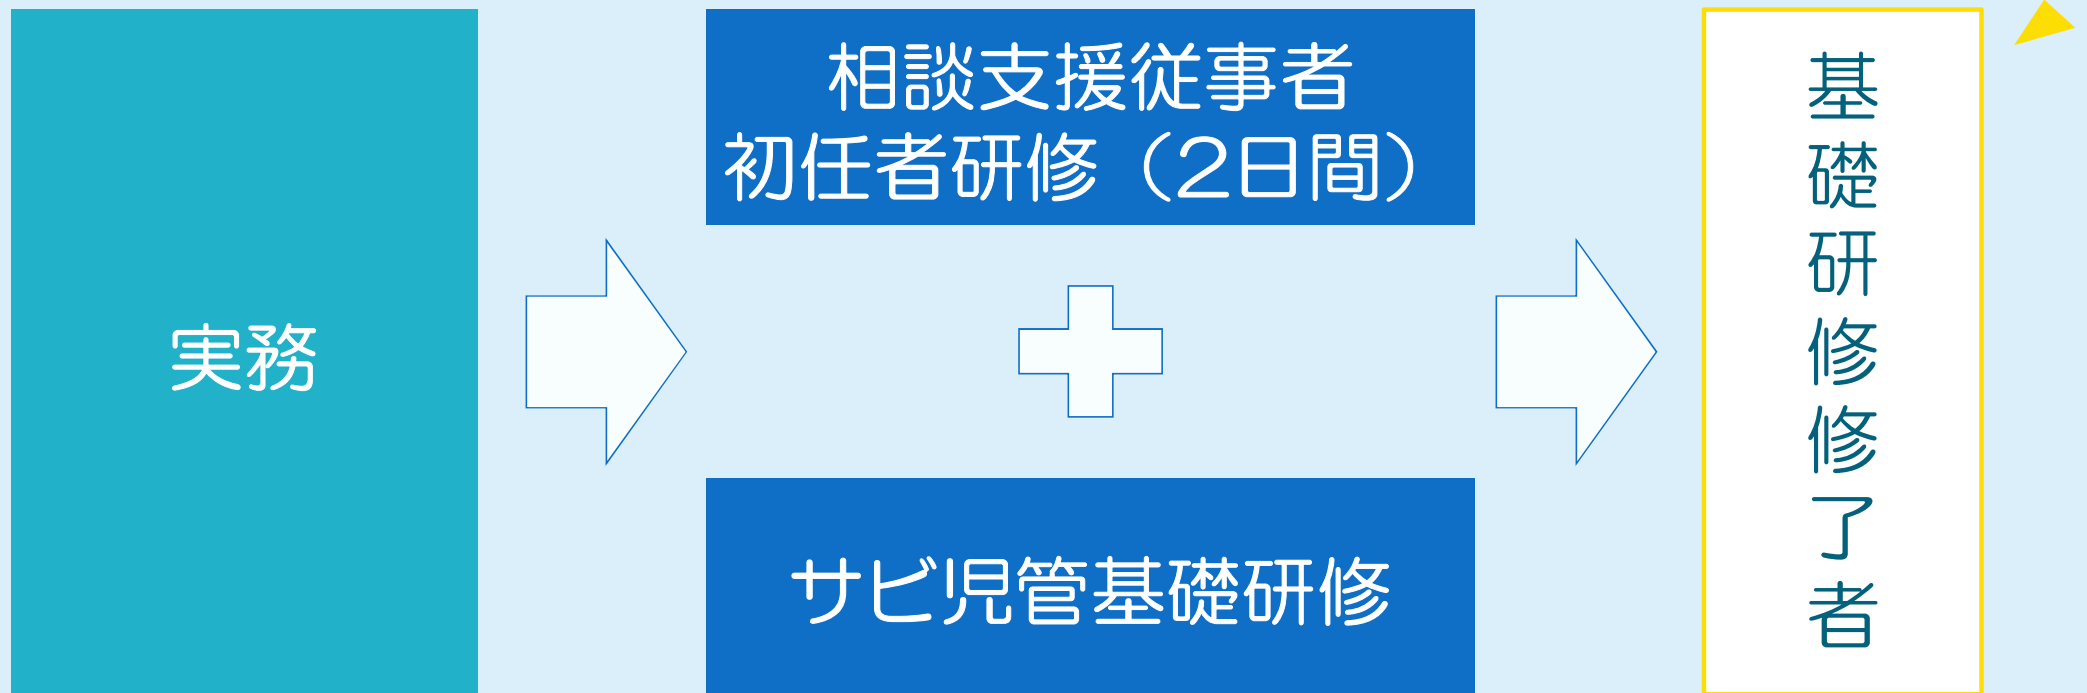 実務
相談支援従事者
初任者研修（2日間）
サビ児管基礎研修
基礎研修修了者